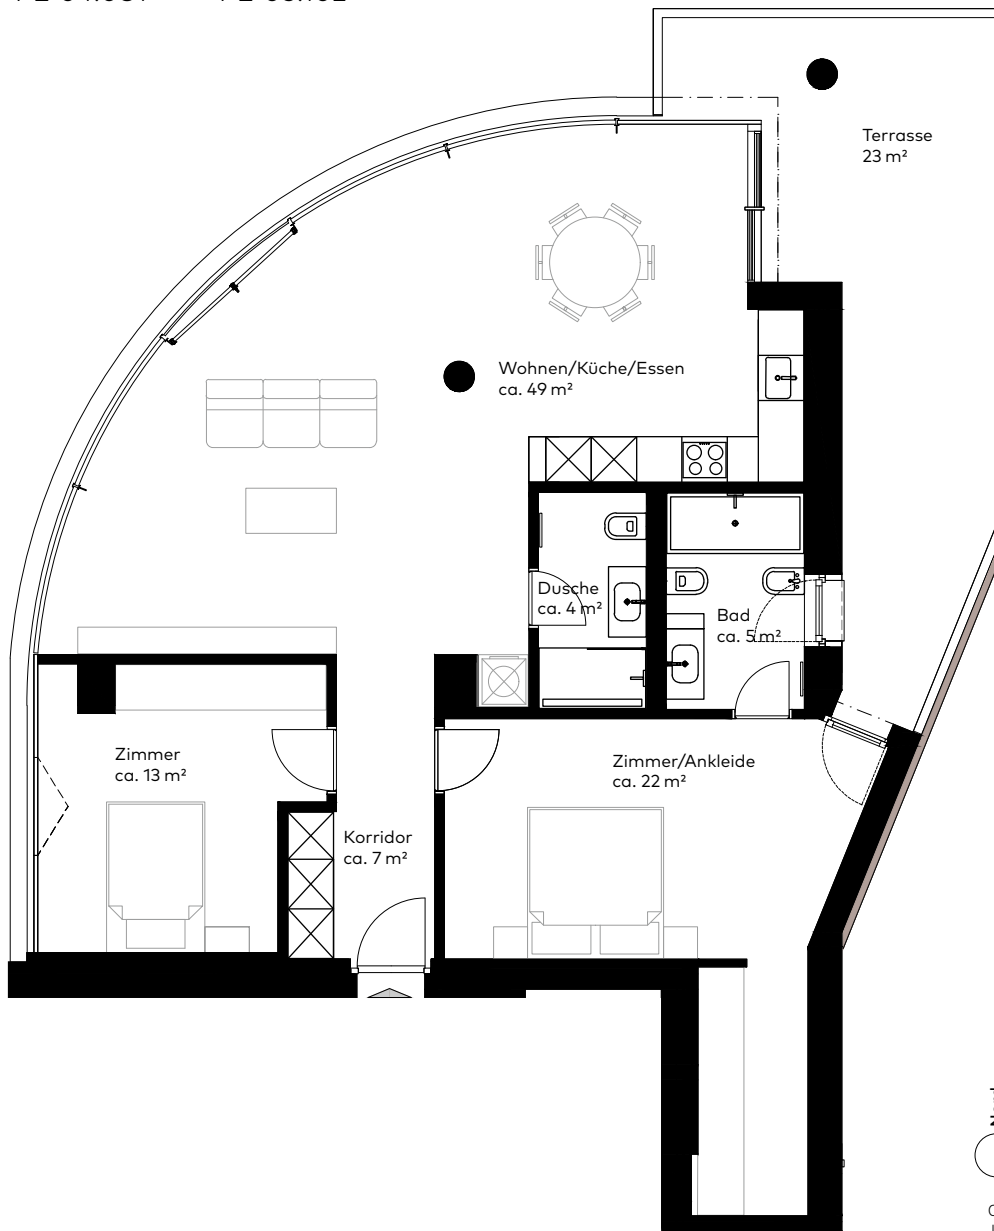 Terrasse
23 m²
Wohnen/Küche/Essen
ca. 49 m²
Dusche
ca. 4 m²
Bad
ca. 5 m²
Zimmer
ca. 13 m²
Zimmer/Ankleide
ca. 22 m²
Korridor
ca. 7 m²